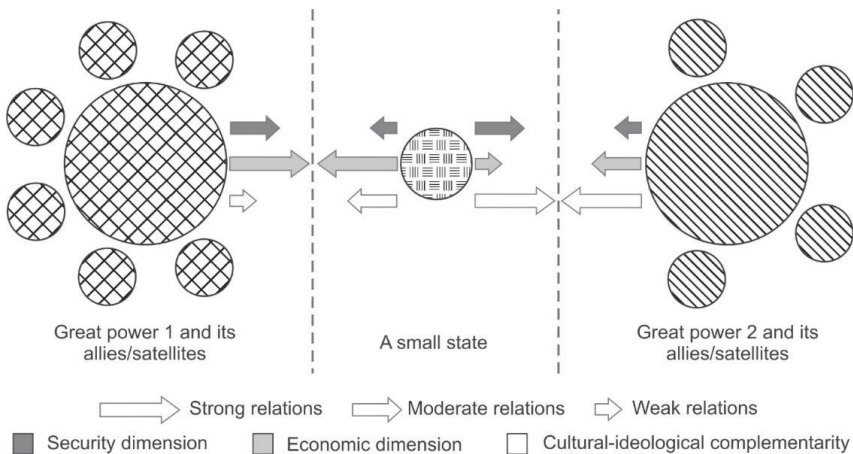 Great power 1 and its
allies/satellites
A small state
Great power 2 and its
allies/satellites
Strong relations
Moderate relations
Weak relations
Security dimension
Economic dimension
Cultural-ideological complementarity